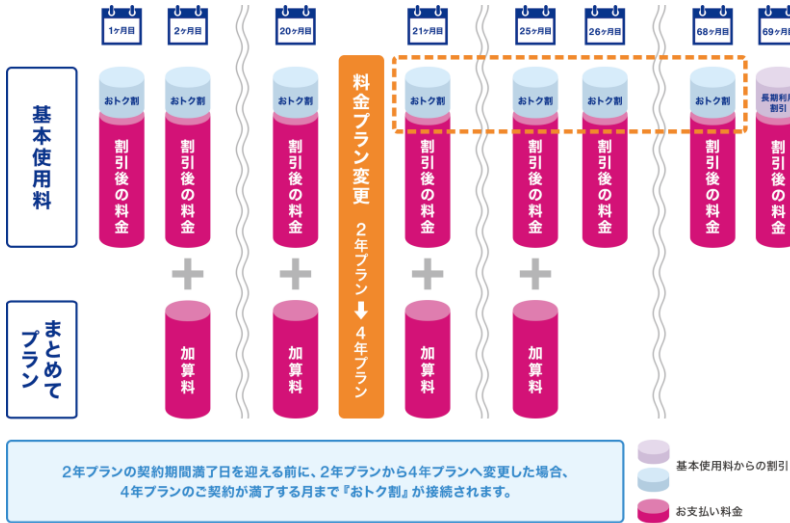 1ヶ月目
2ヶ月目
20ヶ月目
21ヶ月目
25ヶ月目
26ヶ月目
68ヶ月目
69ヶ月目
基本使用料
おトク割
割引後の料金
おトク割
割引後の料金
おトク割
割引後の料金
料金プラン変更 2年プラン→4年プラン
おトク割
割引後の料金
おトク割
割引後の料金
おトク割
割引後の料金
おトク割
割引後の料金
長期利用
割引
割引後の料金
まとめて
プラン
+
加算料
+
加算料
+
加算料
+
加算料
2年プランの契約期間満了日を迎える前に、2年プランから4年プランへ変更した場合、
4年プランのご契約が満了する月まで『おトク割』が接続されます。
基本使用料からの割引
お支払い料金